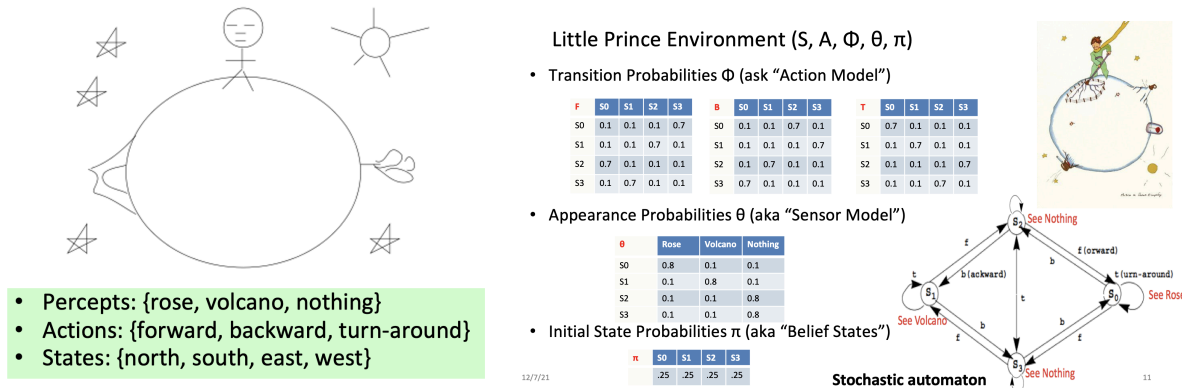 • Percepts: {rose, volcano, nothing}
• Actions: {forward, backward, turn-around}
• States: {north, south, east, west}
Little Prince Environment (S, A, Φ, θ, π)
• Transition Probabilities Φ (ask “Action Model”)
F S0 S1 S2 S3
S0 0.1 0.1 0.1 0.7
S1 0.1 0.1 0.7 0.1
S2 0.7 0.1 0.1 0.1
S3 0.1 0.7 0.1 0.1
B S0 S1 S2 S3
S0 0.1 0.1 0.7 0.1
S1 0.1 0.1 0.1 0.7
S2 0.1 0.7 0.1 0.1
S3 0.7 0.1 0.1 0.1
T S0 S1 S2 S3
S0 0.7 0.1 0.1 0.1
S1 0.1 0.7 0.1 0.1
S2 0.1 0.1 0.1 0.7
S3 0.1 0.1 0.7 0.1
• Appearance Probabilities θ (aka “Sensor Model”)
θ Rose Volcano Nothing
S0 0.8 0.1 0.1
S1 0.1 0.8 0.1
S2 0.1 0.1 0.8
S3 0.1 0.1 0.8
• Initial State Probabilities π (aka “Belief States”)
π S0 S1 S2 S3
.25 .25 .25 .25
S2 See Nothing
f
f(orward)
b(ackward)
b
t
t(urn-around)
S1
t
S0
See Rose
See Volcano
b
b
f
f
S3
See Nothing
12/7/21
Stochastic automaton
11